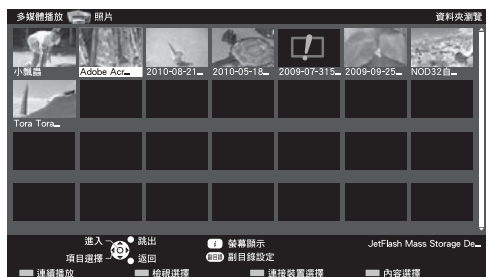 多媒體播放 照片 資料夾瀏覽
小瓢蟲 Adobe Acr... 2010-08-21... 2010-05-18... 2009-07-315... 2009-09-25... NOD32自...
Tora Tora...
進入 跳出 i 螢幕顯示 JetFlash Mass Storage De...
項目選擇 返回 副目錄設定
連續播放 檢視選擇 連接裝置選擇 內容選擇